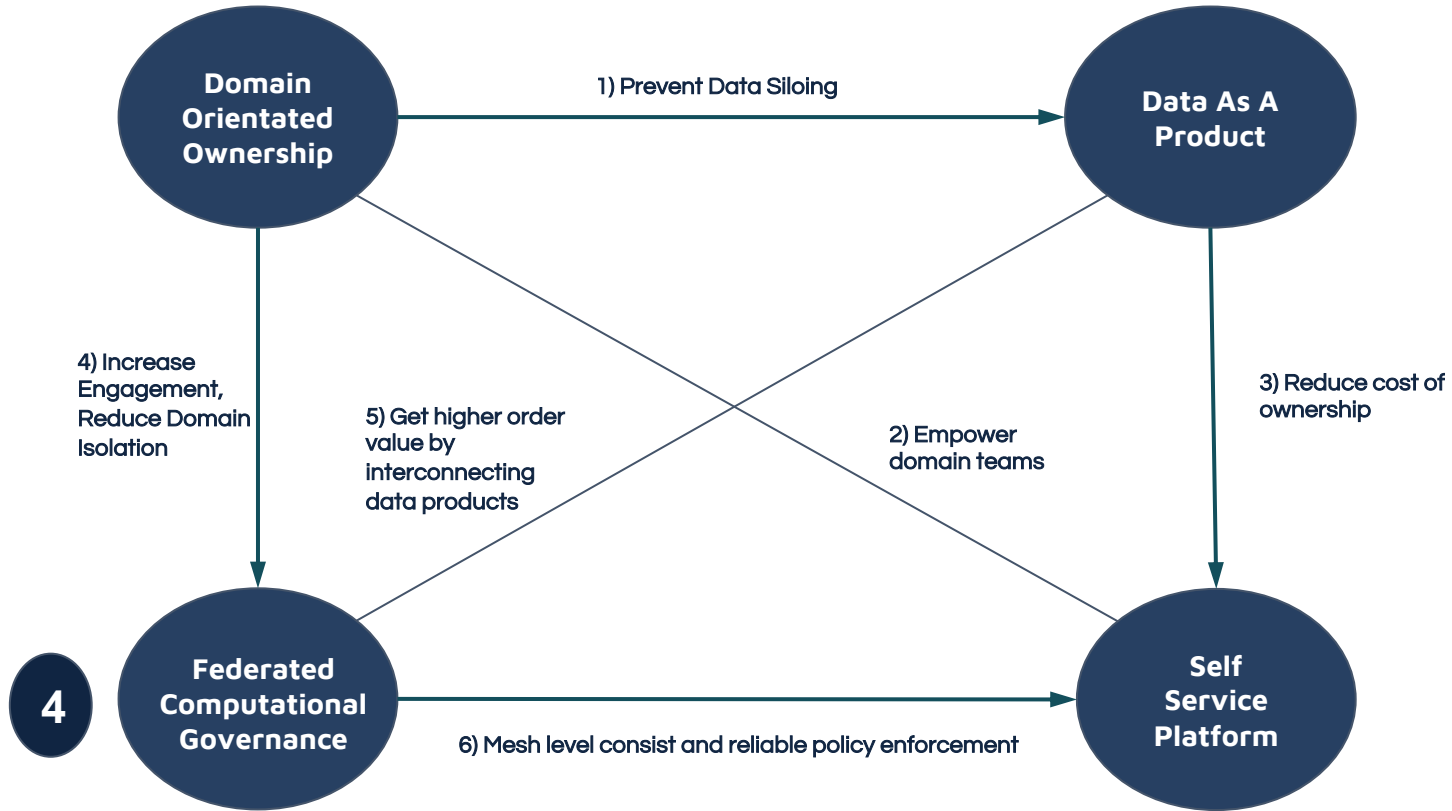 Domain
Orientated
Ownership
1) Prevent Data Siloing
Data As A
Product
4) Increase
Engagement,
Reduce Domain
Isolation
5) Get higher order
value by
interconnecting
data products
2) Empower
domain teams
3) Reduce cost of
ownership
4
Federated
Computational
Governance
6) Mesh level consist and reliable policy enforcement
Self
Service
Platform